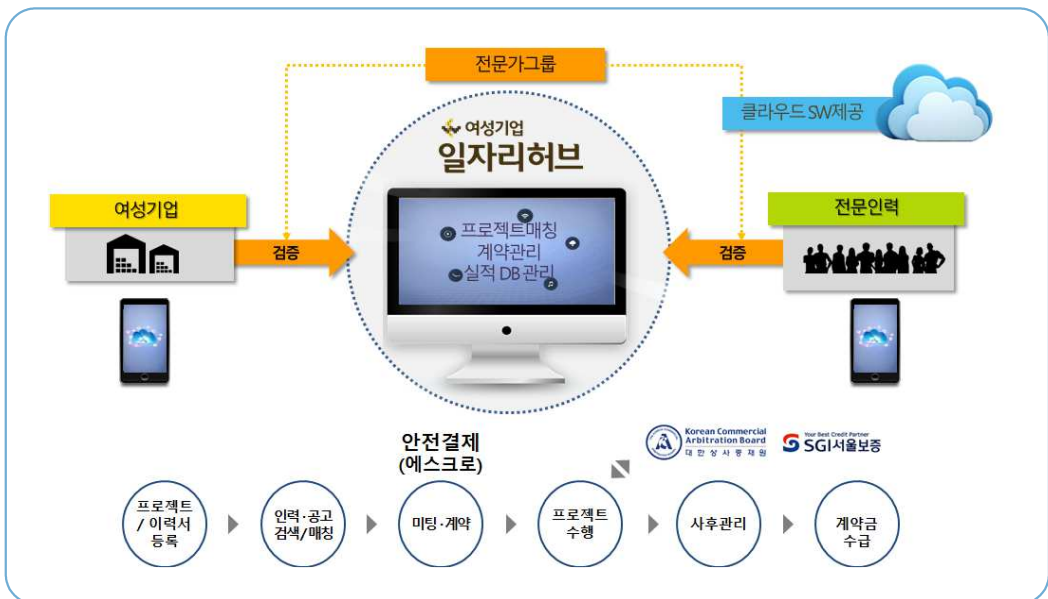 전문가그룹
클라우드 SW제공
여성기업
일자리허브
여성기업
전문인력
프로젝트매칭
계약관리
실적 DB 관리
검증
검증
안전결제
(에스크로)
Korean Commercial
Arbitration Board
대한상사중재원
Your Best Credit Partner
SGI서울보증
프로젝트
/ 이력서
등록
인력·공고
검색/매칭
미팅·계약
프로젝트
수행
사후관리
계약금
수급